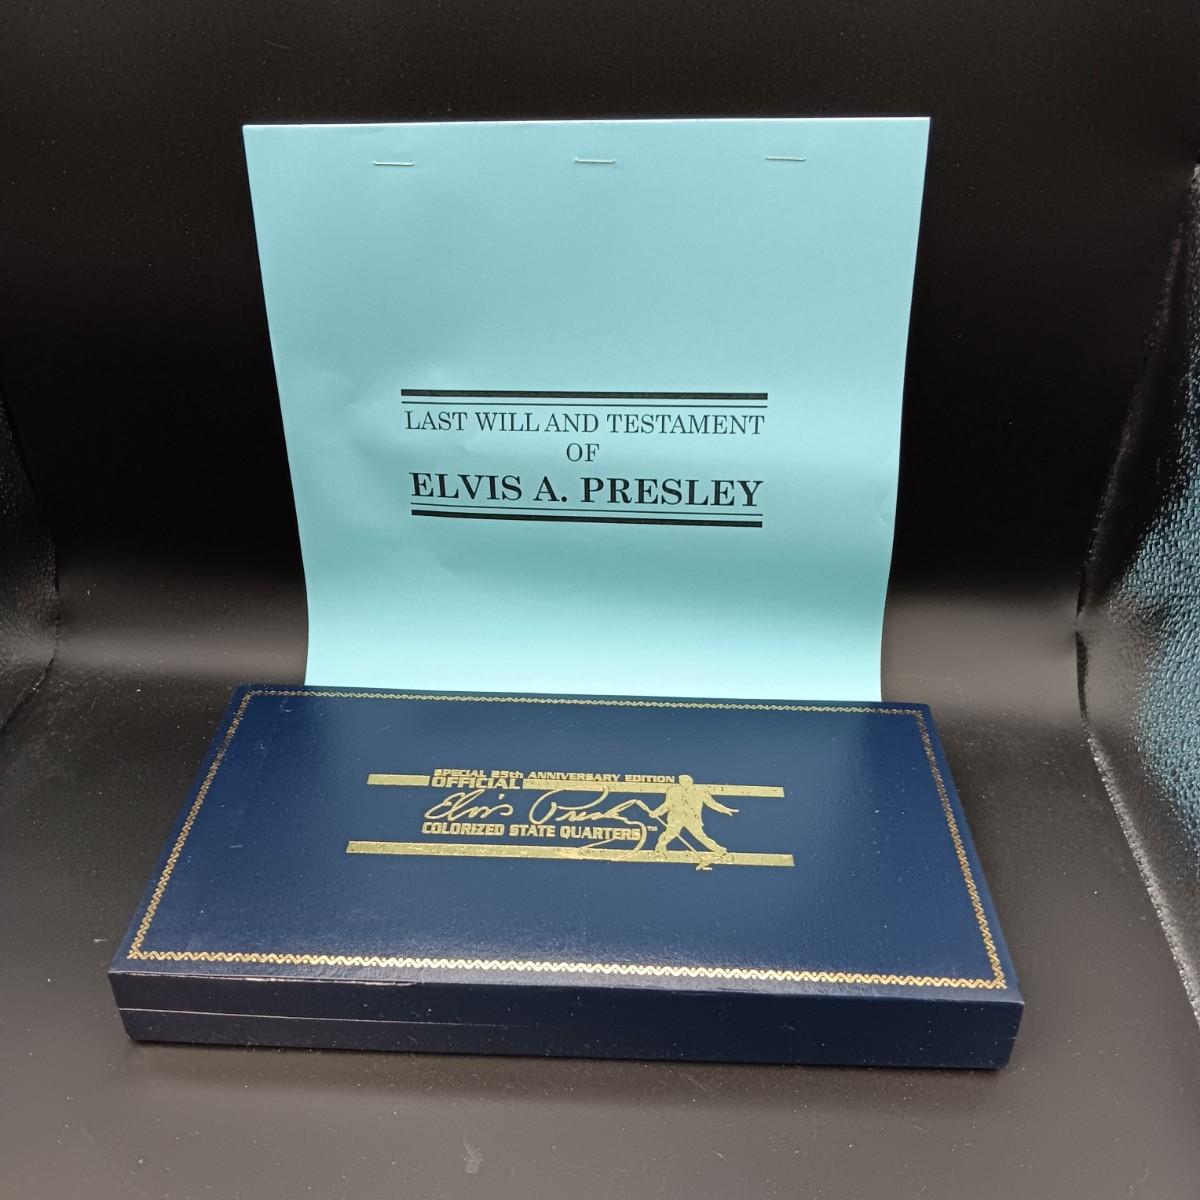 LAST WILL AND TESTAMENT
OF
ELVIS A. PRESLEY
SPECIAL 25th ANNIVERSARY EDITION
OFFICIAL
Elvis Presley
COLORIZED STATE QUARTERS™